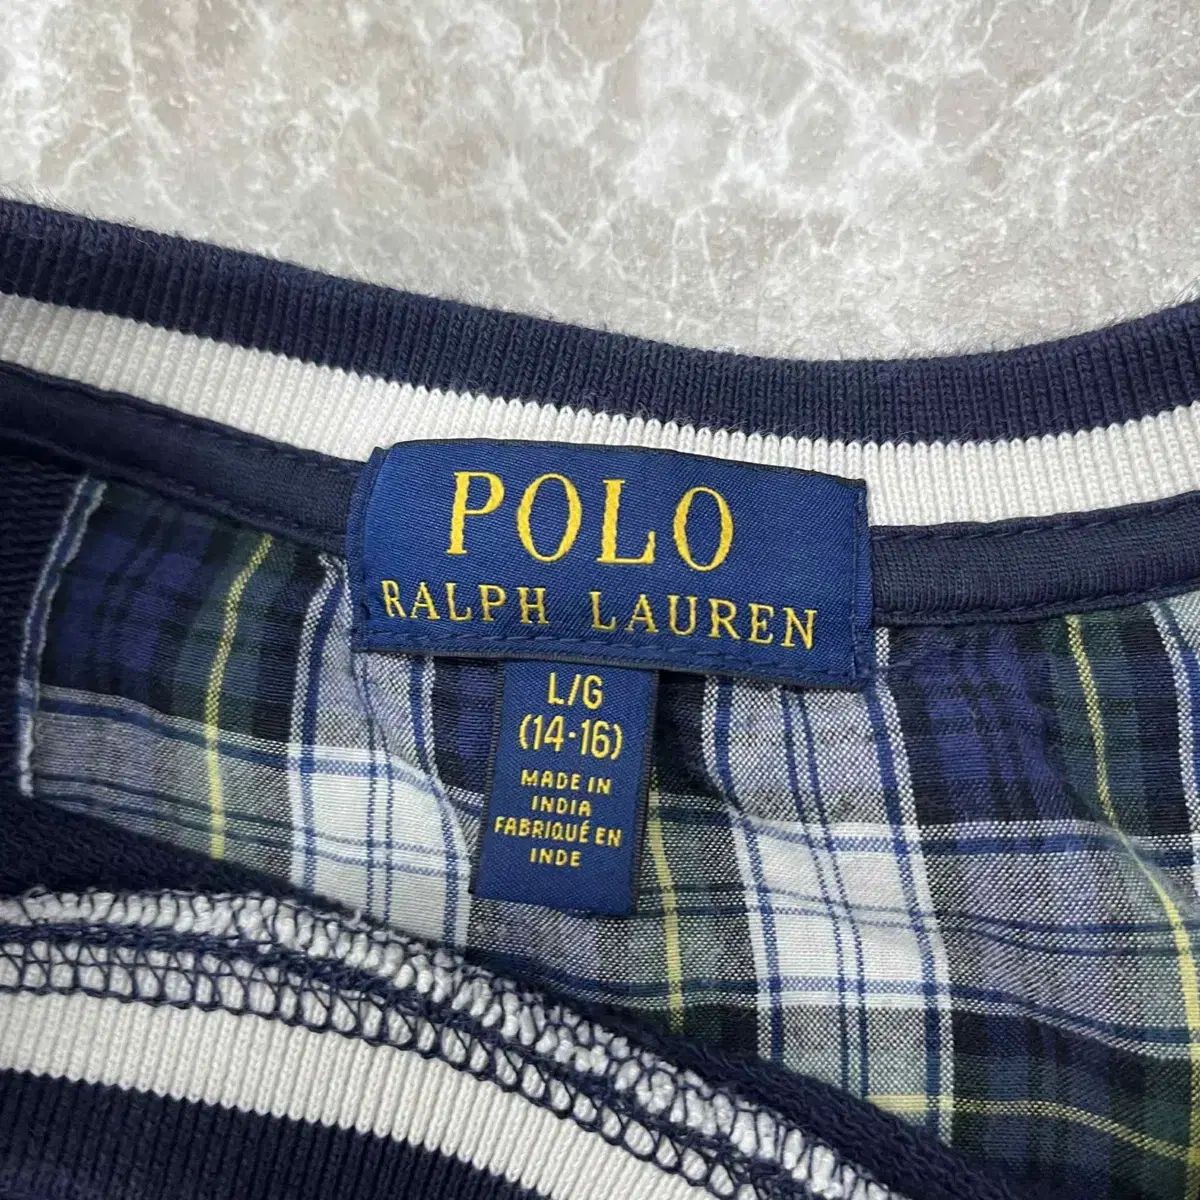 POLO
RALPH LAUREN
L/G
(14-16)
MADE IN
INDIA
FABRIQUÉ EN
INDE